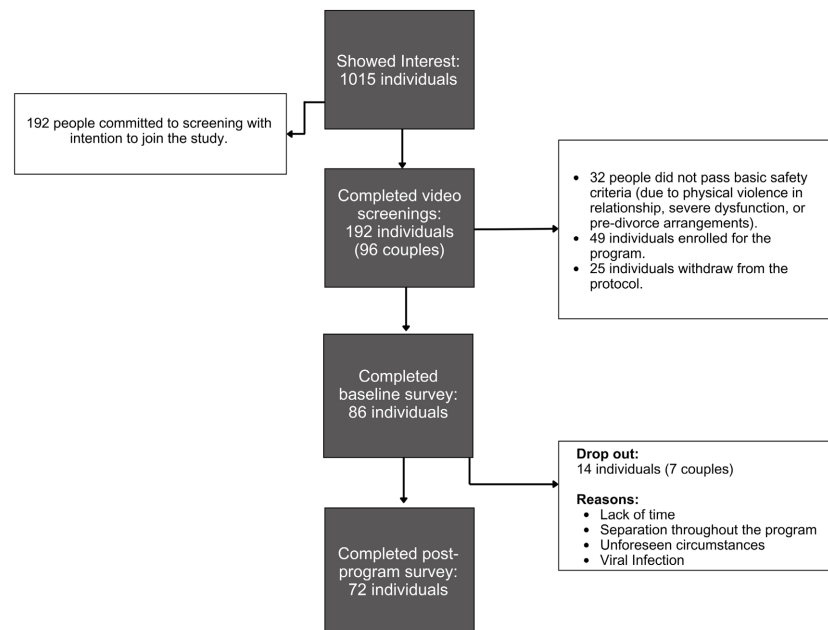 Showed Interest:
1015 individuals
192 people committed to screening with
intention to join the study.
Completed video
screenings:
192 individuals
(96 couples)
• 32 people did not pass basic safety
criteria (due to physical violence in
relationship, severe dysfunction, or
pre-divorce arrangements).
• 49 individuals enrolled for the
program.
• 25 individuals withdraw from the
protocol.
Completed
baseline survey:
86 individuals
Drop out:
14 individuals (7 couples)
Reasons:
• Lack of time
• Separation throughout the program
• Unforeseen circumstances
• Viral Infection
Completed post-
program survey:
72 individuals